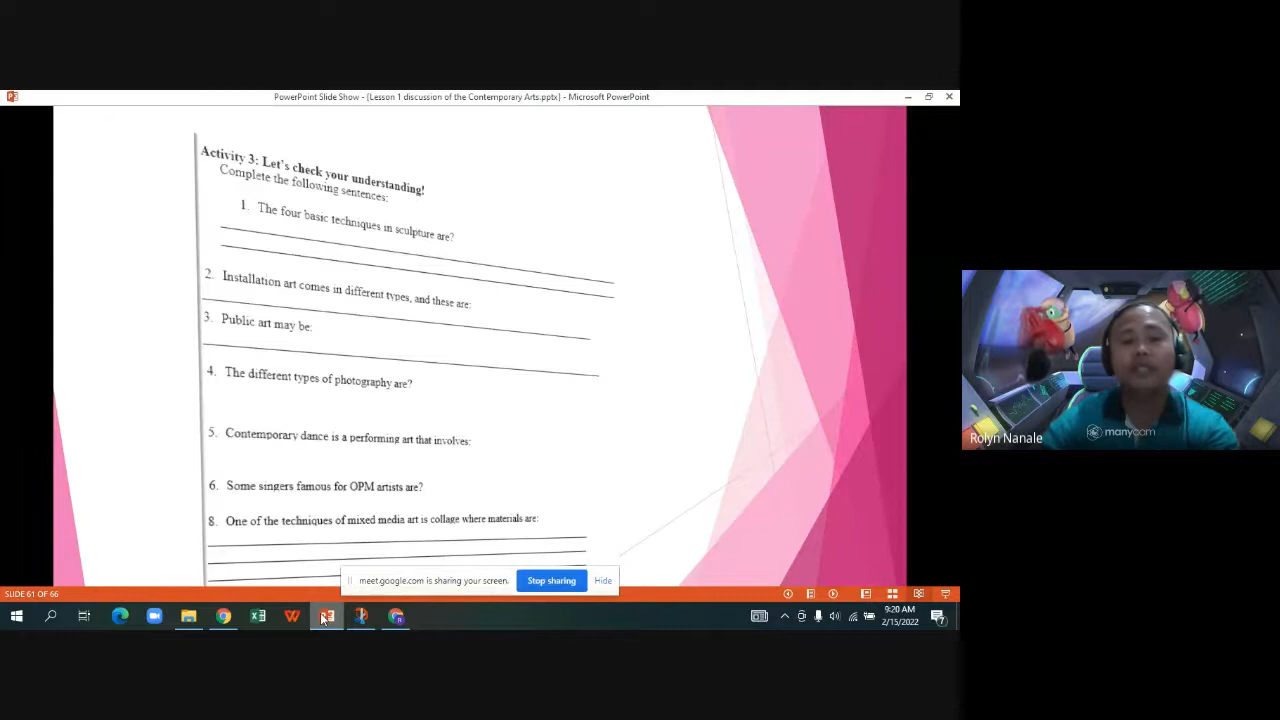 PowerPoint Slide Show - [Lesson 1 discussion of the Contemporary Arts.pptx] - Microsoft PowerPoint
Activity 3: Let's check your understanding!
Complete the following sentences:
1. The four basic techniques in sculpture are?
2. Installation art comes in different types, and these are:
3. Public art may be:
4. The different types of photography are?
5. Contemporary dance is a performing art that involves:
6. Some singers famous for OPM artists are?
8. One of the techniques of mixed media art is collage where materials are:
meet.google.com is sharing your screen.
Stop sharing
Hide
SLIDE 61 OF 66
9:20 AM
2/15/2022
7
Rolyn Nanale
manycam